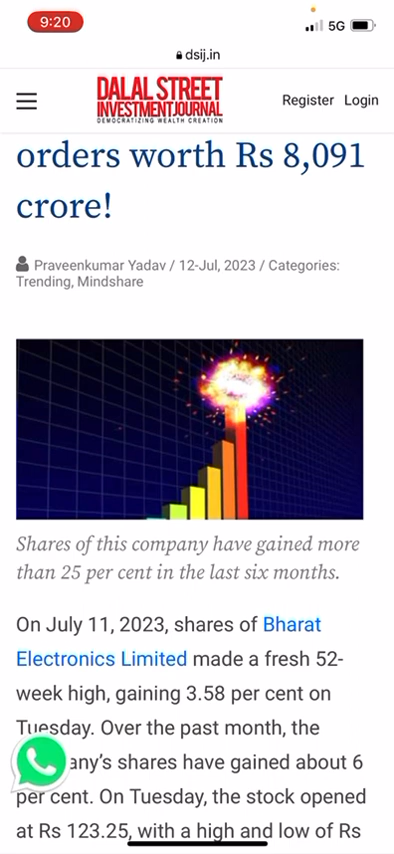 9:20
5G
dsij.in
DALAL STREET
INVESTMENT JOURNAL
DEMOCRATIZING WEALTH CREATION
Register Login
orders worth Rs 8,091
crore!
Praveenkumar Yadav / 12-Jul, 2023 / Categories:
Trending, Mindshare
Shares of this company have gained more
than 25 per cent in the last six months.
On July 11, 2023, shares of Bharat
Electronics Limited made a fresh 52-
week high, gaining 3.58 per cent on
Tuesday. Over the past month, the
any's shares have gained about 6
per cent. On Tuesday, the stock opened
at Rs 123.25, with a high and low of Rs